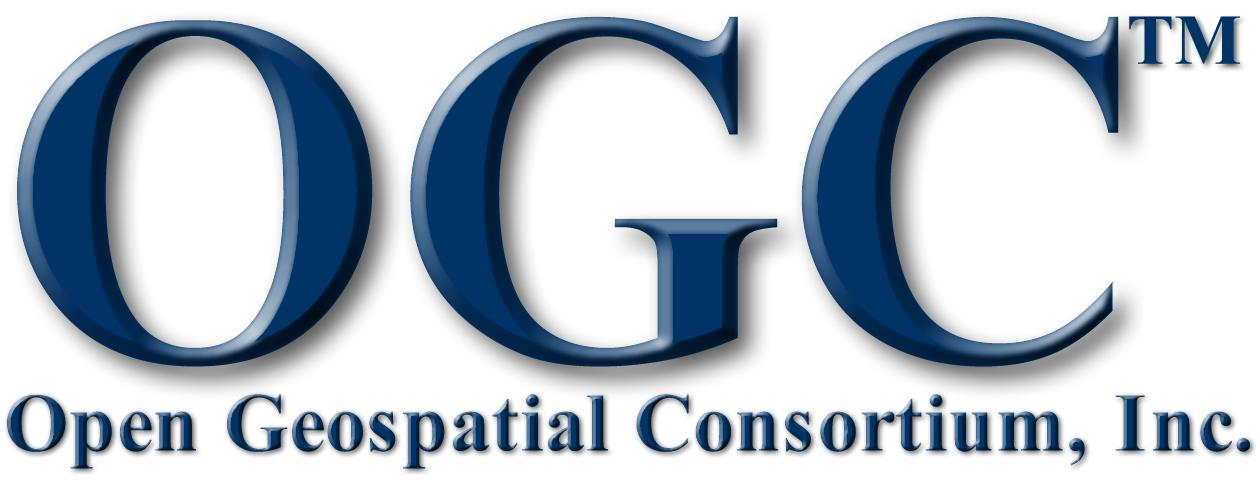 OGC™
Open Geospatial Consortium, Inc.